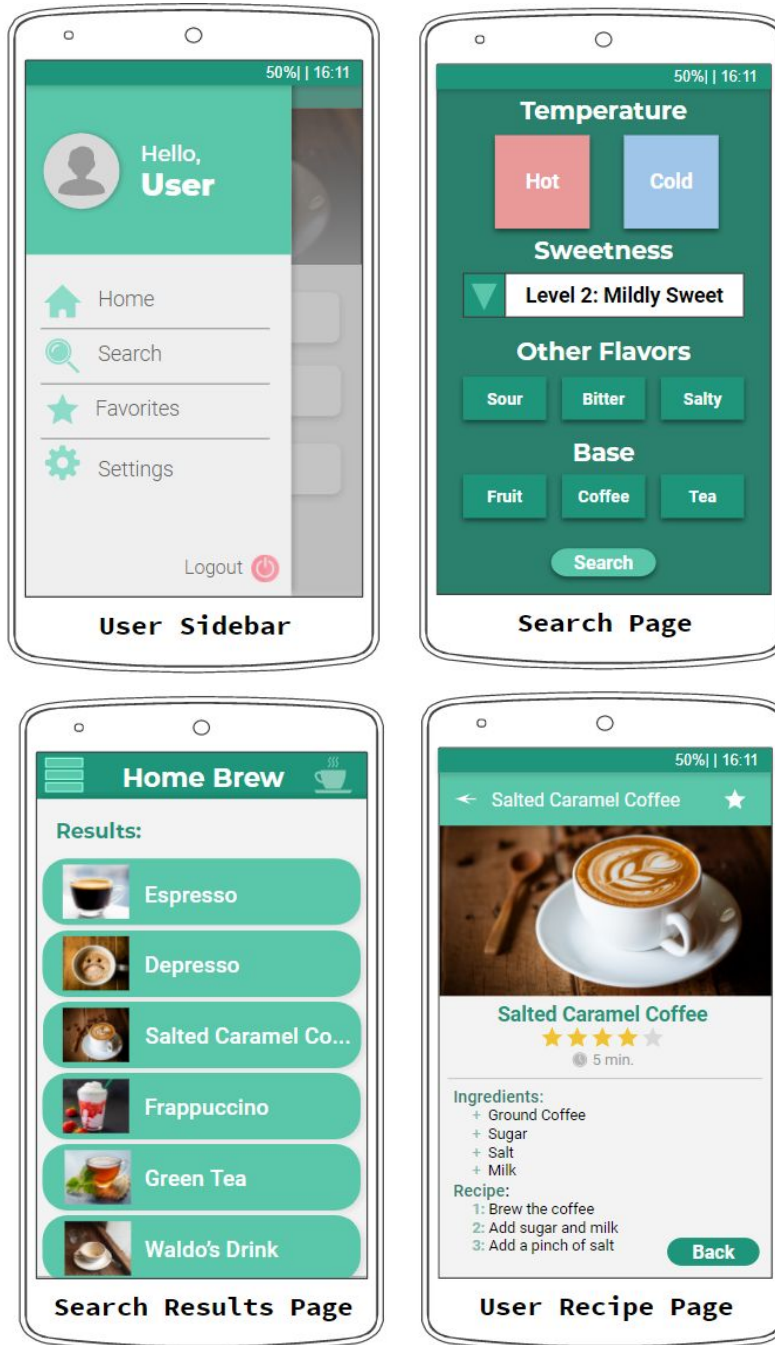 50%| | 16:11
Hello,
User
Home
Search
Favorites
Settings
Logout
User Sidebar
50%| | 16:11
Temperature
Hot Cold
Sweetness
Level 2: Mildly Sweet
Other Flavors
Sour Bitter Salty
Base
Fruit Coffee Tea
Search
Search Page
Home Brew
Results:
Espresso
Depresso
Salted Caramel Co...
Frappuccino
Green Tea
Waldo's Drink
Search Results Page
50%| | 16:11
Salted Caramel Coffee
Salted Caramel Coffee
5 min.
Ingredients:
+ Ground Coffee
+ Sugar
+ Salt
+ Milk
Recipe:
1: Brew the coffee
2: Add sugar and milk
3: Add a pinch of salt
Back
User Recipe Page